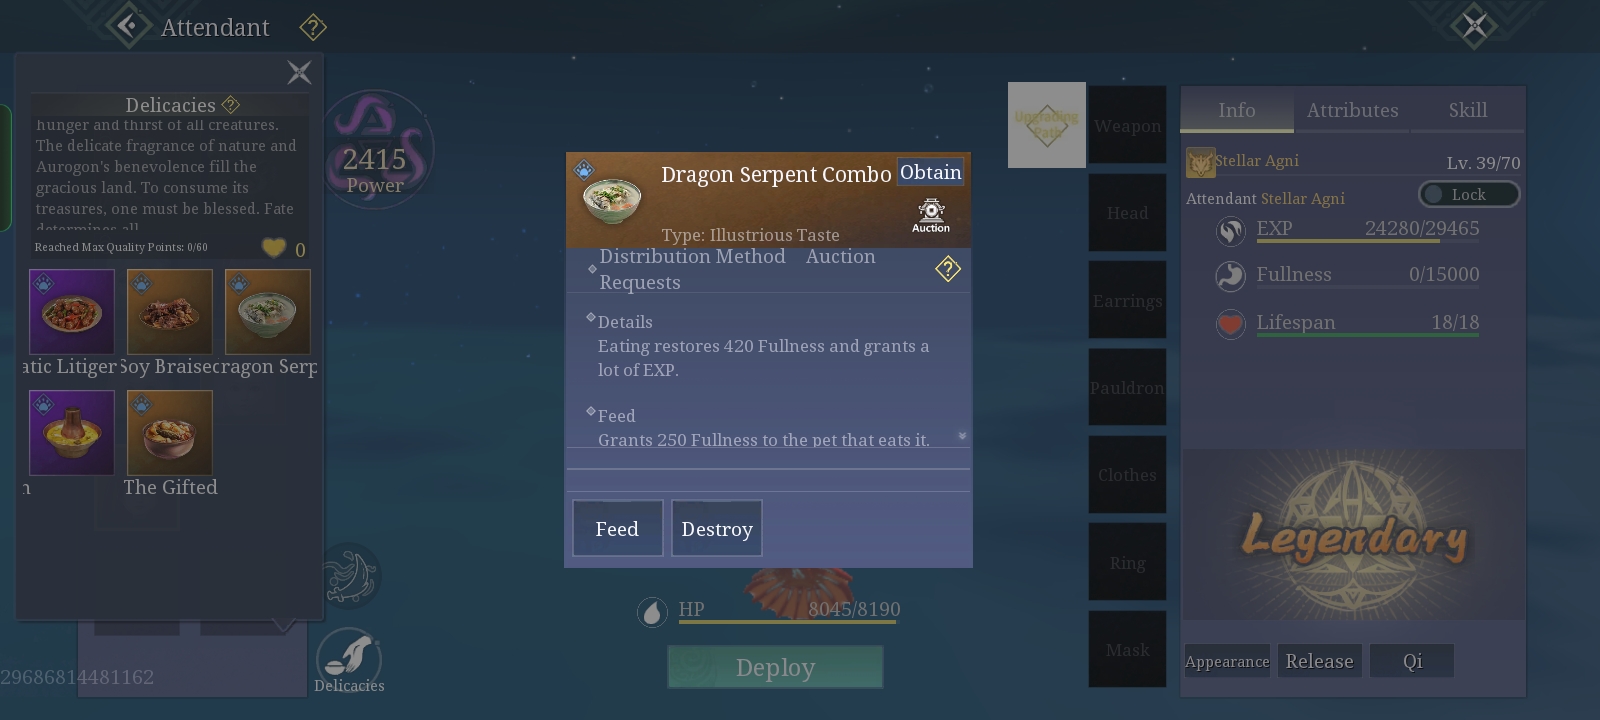 Attendant
Delicacies
hunger and thirst of all creatures.
The delicate fragrance of nature and
Aurogon's benevolence fill the
gracious land. To consume its
treasures, one must be blessed. Fate
determines all
Reached Max Quality Points: 0/60
0
atic Litiger
Soy Braised
ragon Serp
n
The Gifted
29686814481162
2415
Power
Delicacies
Dragon Serpent Combo
Obtain
Auction
Type: Illustrious Taste
Distribution Method Auction
Requests
Details
Eating restores 420 Fullness and grants a
lot of EXP.
Feed
Grants 250 Fullness to the pet that eats it.
Feed
Destroy
HP 8045/8190
Deploy
Upgrading
Path
Weapon
Head
Earrings
Pauldron
Clothes
Ring
Mask
Info
Attributes
Skill
Stellar Agni
Lv. 39/70
Attendant Stellar Agni
Lock
EXP 24280/29465
Fullness 0/15000
Lifespan 18/18
Legendary
Appearance
Release
Qi